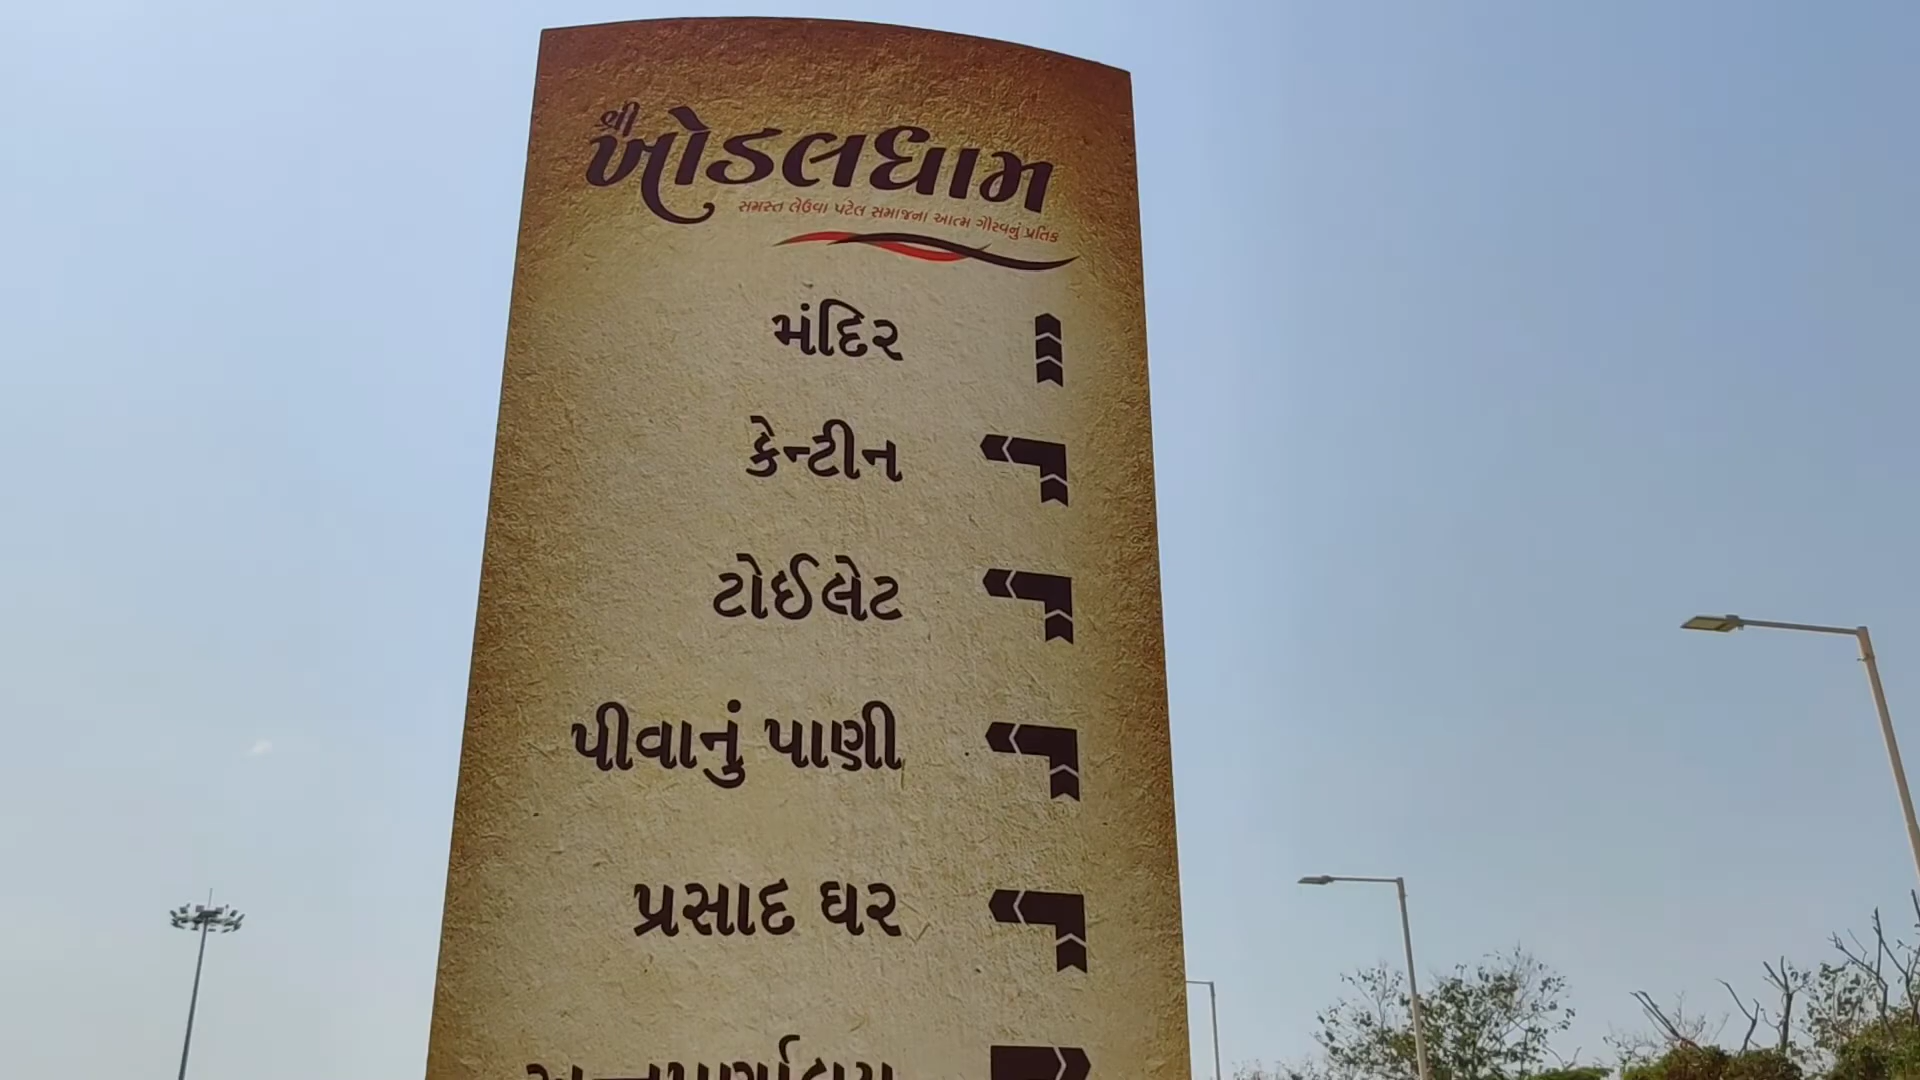 શ્રી
ખોડલધામ
સમસ્ત લેઉવા પટેલ સમાજના આત્મ ગૌરવનું પ્રતિક
મંદિર
કેન્ટીન
ટોઈલેટ
પીવાનું પાણી
પ્રસાદ ઘર